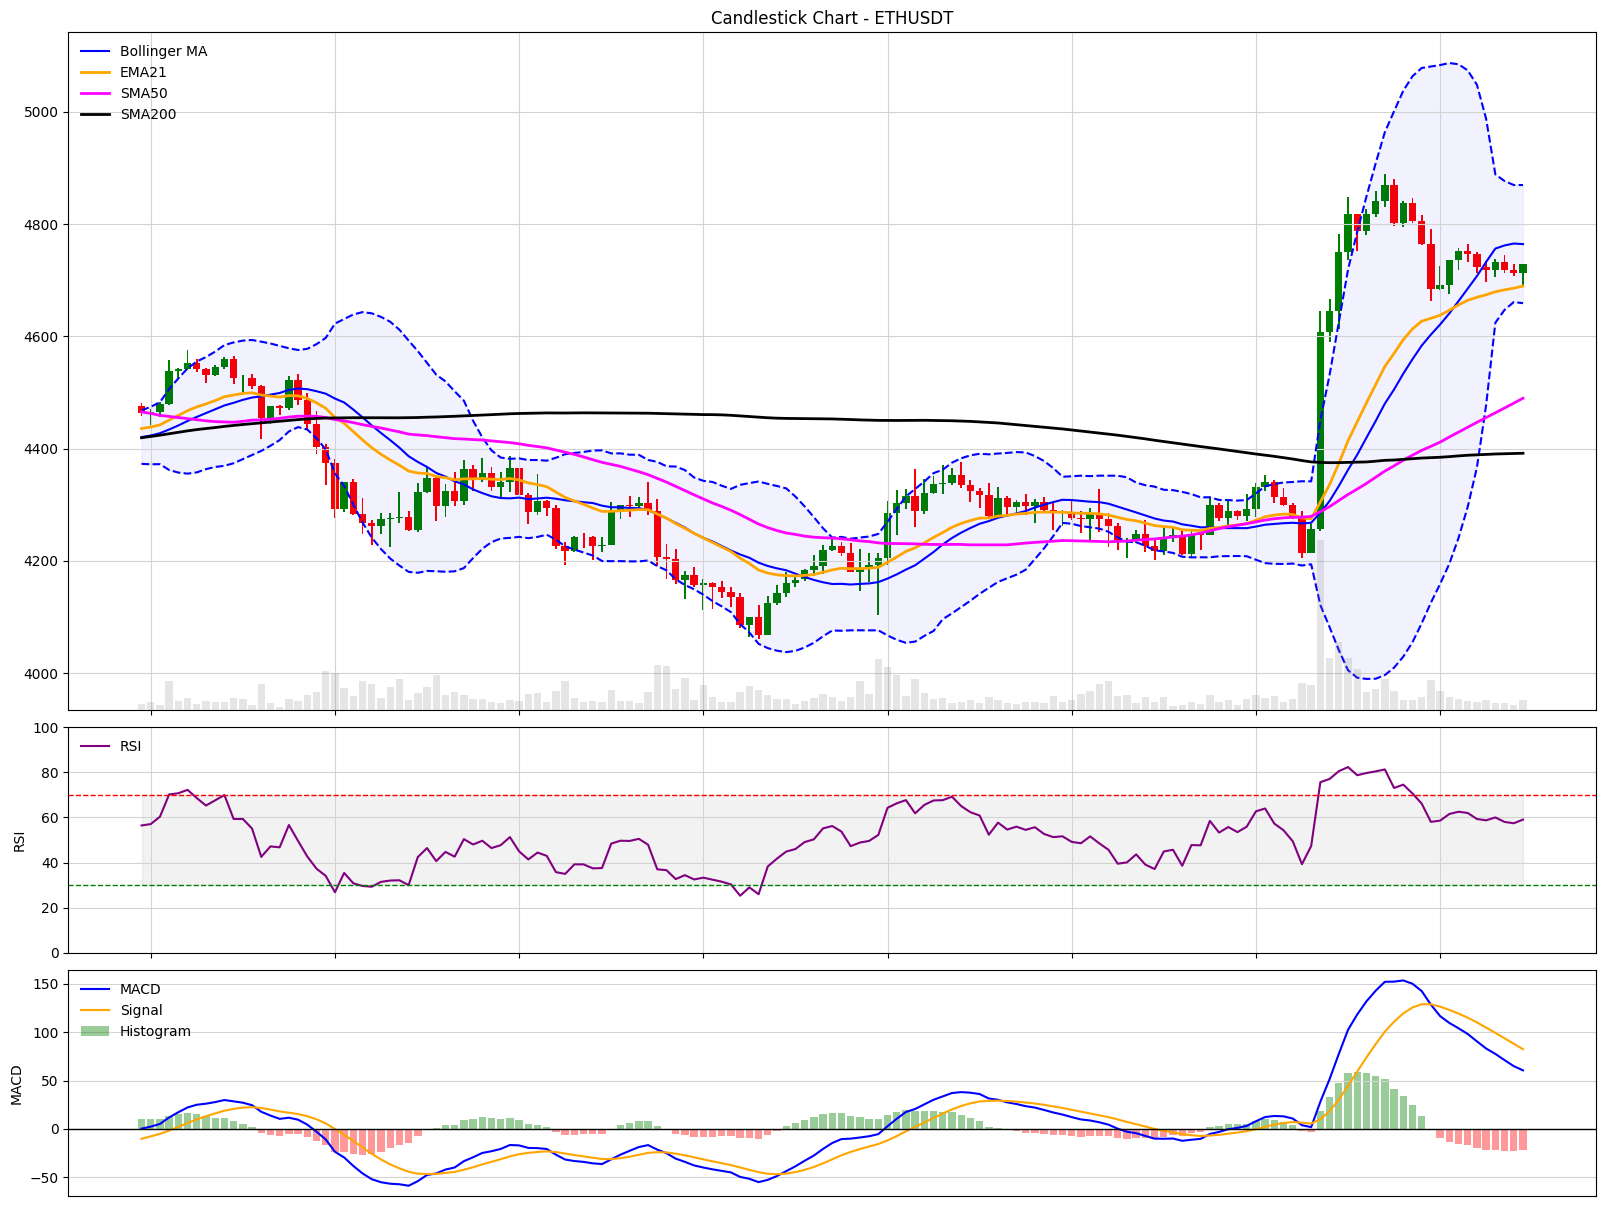 Candlestick Chart - ETHUSDT
Bollinger MA
EMA21
SMA50
SMA200
5000
4800
4600
4400
4200
4000
RSI
100
80
60
40
20
0
RSI
MACD
Signal
Histogram
150
100
50
0
−50
MACD